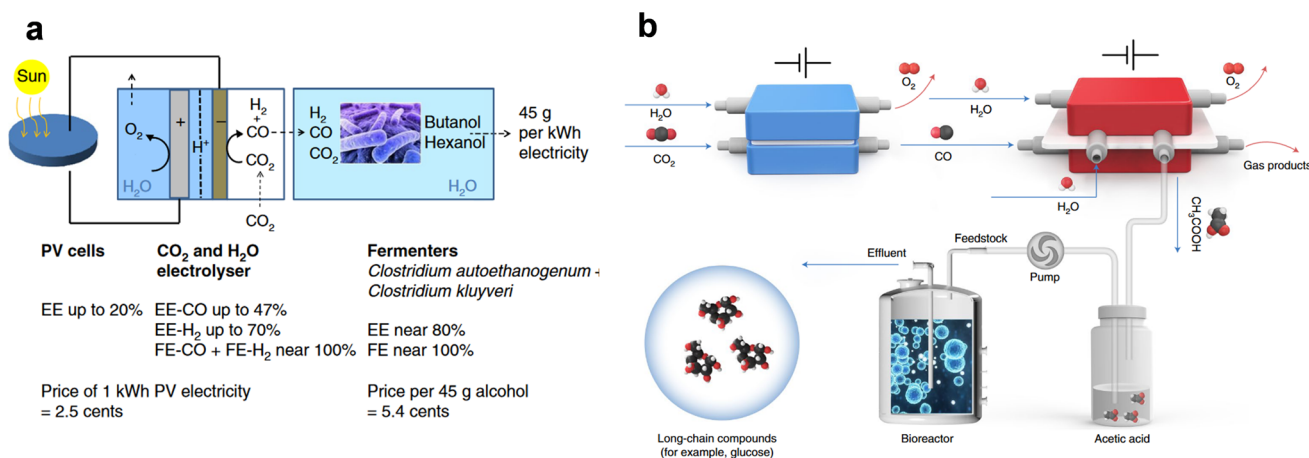 a
Sun
O2
H2O
+
H+
−
H2
+
CO
CO2
CO2
H2
CO
CO2
Butanol
Hexanol
H2O
45 g
per kWh
electricity
PV cells
EE up to 20%
CO2 and H2O
electrolyser
EE-CO up to 47%
EE-H2 up to 70%
FE-CO + FE-H2 near 100%
Price of 1 kWh PV electricity
= 2.5 cents
Fermenters
Clostridium autoethanogenum +
Clostridium kluyveri
EE near 80%
FE near 100%
Price per 45 g alcohol
= 5.4 cents
b
H2O
CO2
O2
H2O
CO
O2
Gas products
H2O
CH3COOH
Effluent
Feedstock
Pump
Long-chain compounds
(for example, glucose)
Bioreactor
Acetic acid